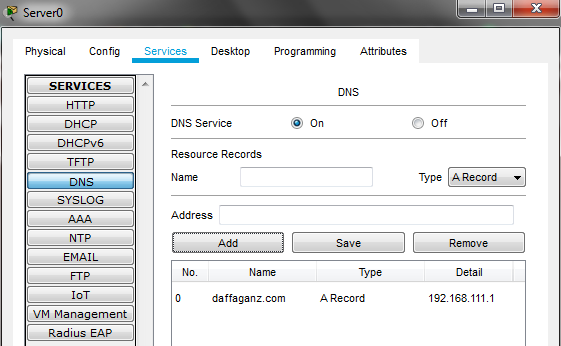 Server0
Physical Config Services Desktop Programming Attributes
SERVICES
HTTP
DHCP
DHCPv6
TFTP
DNS
SYSLOG
AAA
NTP
EMAIL
FTP
IoT
VM Management
Radius EAP
DNS
DNS Service On Off
Resource Records
Name Type A Record
Address
Add Save Remove
No. Name Type Detail
0 daffaganz.com A Record 192.168.111.1